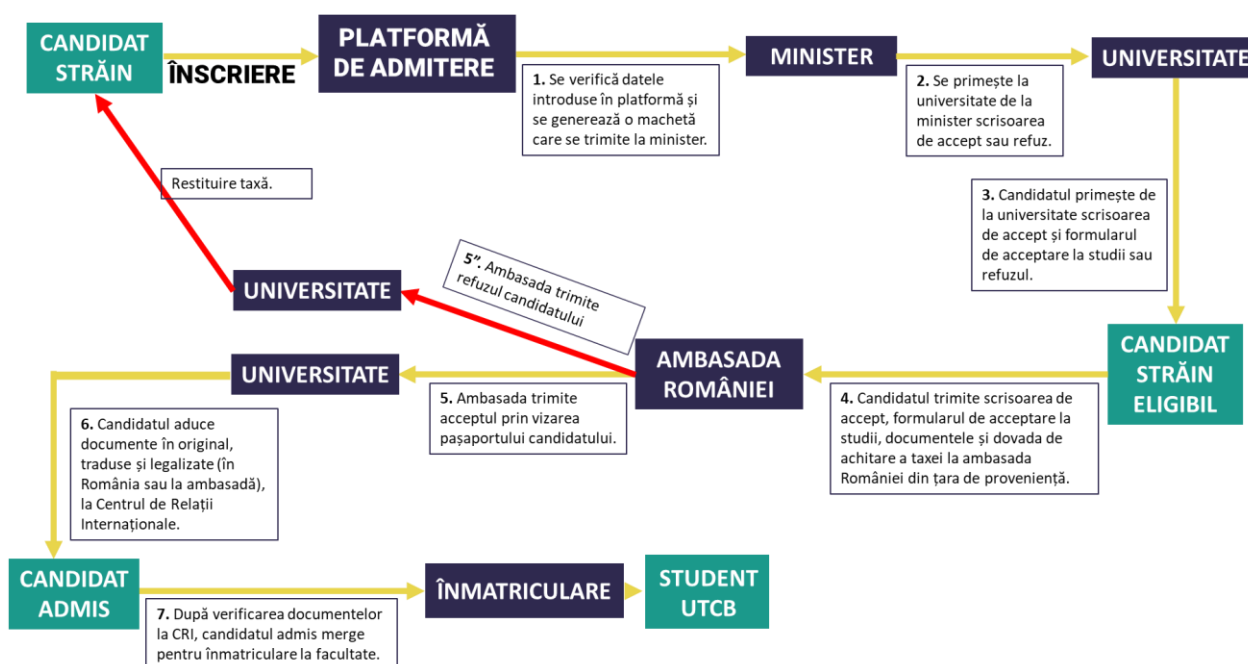 CANDIDAT
STRĂIN
ÎNSCRIERE
PLATFORMĂ
DE ADMITERE
1. Se verifică datele
introduse în platformă și
se generează o machetă
care se trimite la minister.
MINISTER
2. Se primește la
universitate de la
minister scrisoarea
de accept sau refuz.
UNIVERSITATE
3. Candidatul primește de
la universitate scrisoarea
de accept și formularul
de acceptare la studii sau
refuzul.
CANDIDAT
STRĂIN
ELIGIBIL
4. Candidatul trimite scrisoarea de
accept, formularul de acceptare la
studii, documentele și dovada de
achitare a taxei la ambasada
României din țara de proveniență.
AMBASADA
ROMÂNIEI
5”. Ambasada trimite
refuzul candidatului
UNIVERSITATE
Restituire taxă.
5. Ambasada trimite
acceptul prin vizarea
pașaportului candidatului.
UNIVERSITATE
6. Candidatul aduce
documente în original,
traduse și legalizate (în
România sau la ambasadă),
la Centrul de Relații
Internaționale.
CANDIDAT
ADMIS
7. După verificarea documentelor
la CRI, candidatul admis merge
pentru înmatriculare la facultate.
ÎNMATRICULARE
STUDENT
UTCB